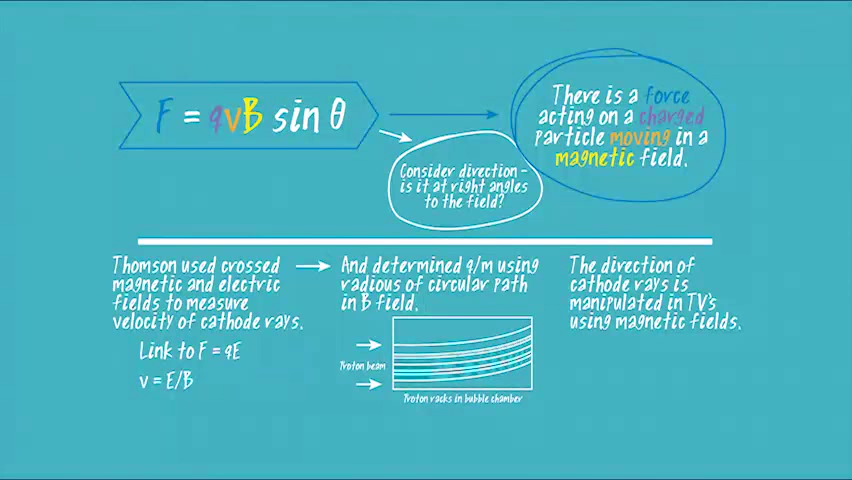 F = qvB sin θ
There is a force
acting on a charged
particle moving in a
magnetic field.
Consider direction -
is it at right angles
to the field?
Thomson used crossed
magnetic and electric
fields to measure
velocity of cathode rays.
Link to F = qE
v = E/B
And determined q/m using
radious of circular path
in B field.
Proton beam
Proton racks in bubble chamber
The direction of
cathode rays is
manipulated in TV's
using magnetic fields.